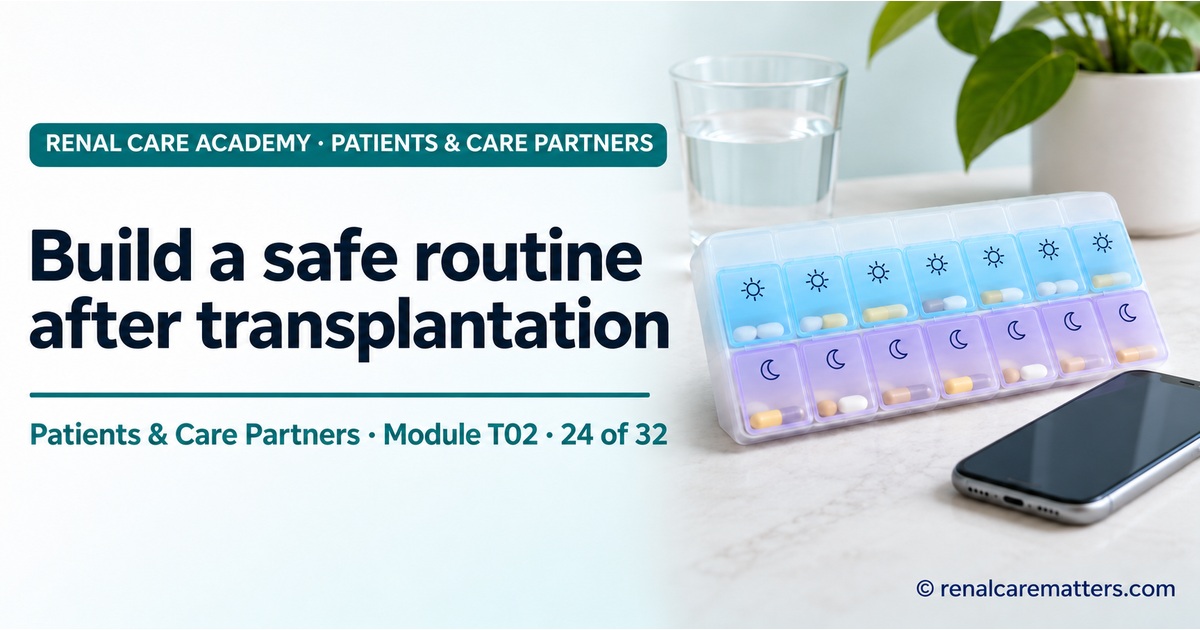 RENAL CARE ACADEMY · PATIENTS & CARE PARTNERS
Build a safe routine
after transplantation
Patients & Care Partners · Module T02 · 24 of 32
© renalcarematters.com